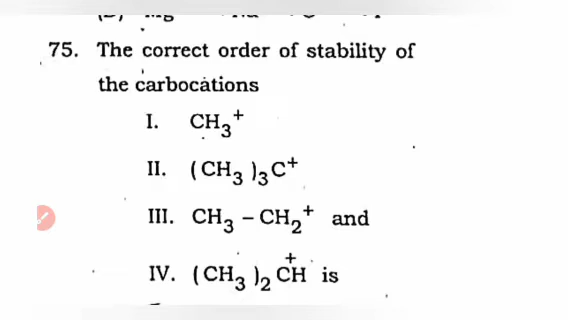 75. The correct order of stability of
the carbocations
I. CH₃⁺
II. (CH₃)₃C⁺
III. CH₃ – CH₂⁺ and
IV. (CH₃)₂ C⁺H is